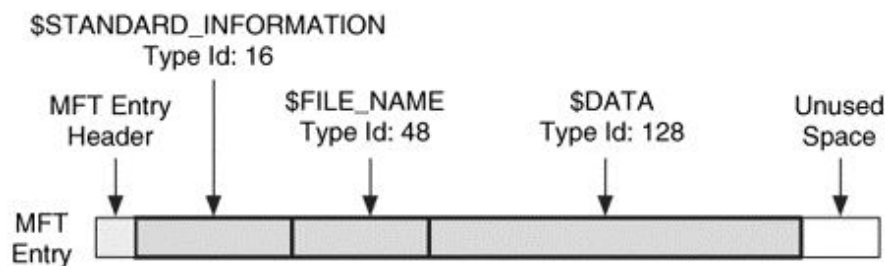 $STANDARD_INFORMATION
Type Id: 16
MFT Entry
Header
$FILE_NAME
Type Id: 48
$DATA
Type Id: 128
Unused
Space
MFT
Entry